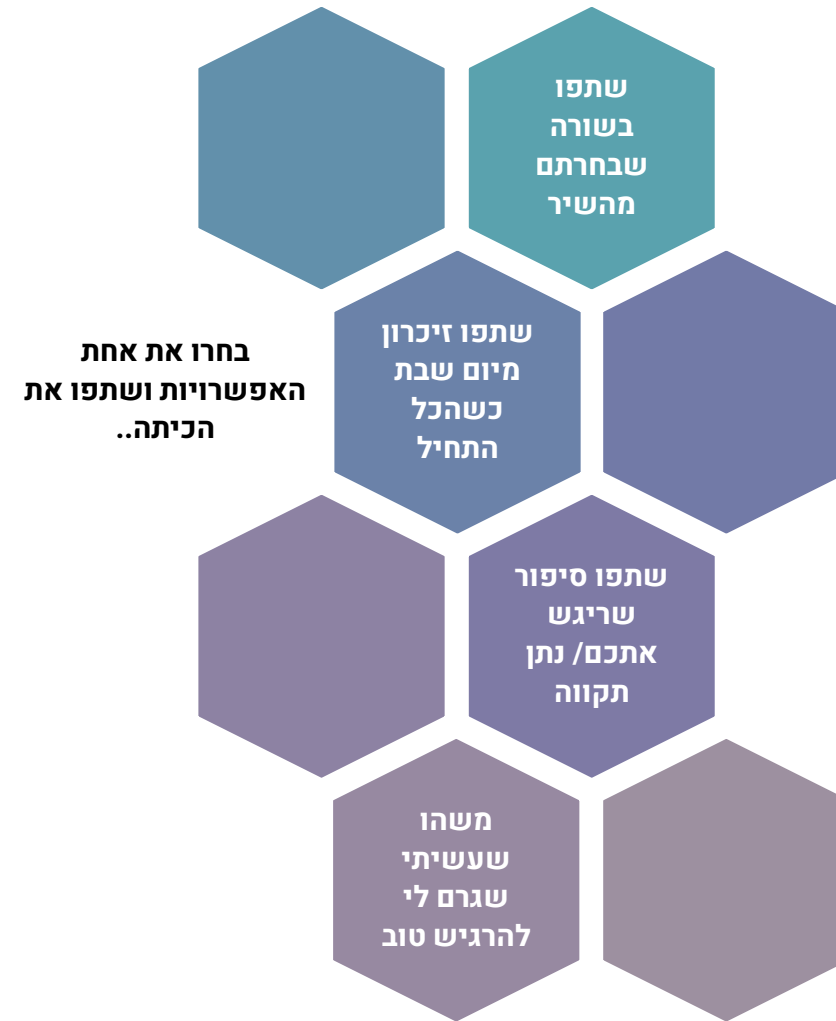 שתפו
בשורה
שבחרתם
מהשיר
בחרו את אחת
האפשרויות ושתפו את
הכיתה..
שתפו זיכרון
מיום שבת
כשהכל
התחיל
שתפו סיפור
שריגש
אתכם/ נתן
תקווה
משהו
שעשיתי
שגרם לי
להרגיש טוב